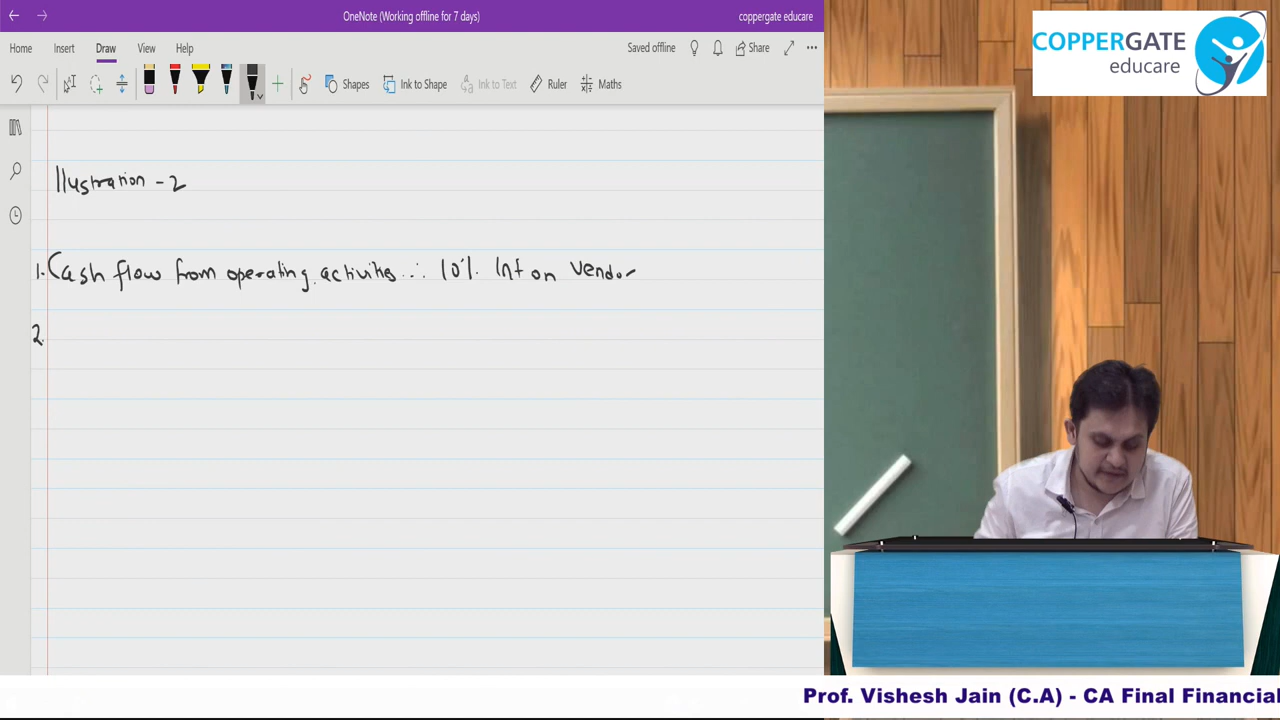 OneNote (Working offline for 7 days)
coppergate educare
Home Insert Draw View Help
Saved offline Share
Shapes Ink to Shape Ink to Text Ruler Maths
COPPERGATE
educare
Illustration - 2
1. Cash flow from operating activities ∴ 10%. Int on Vendor
2.
Prof. Vishesh Jain (C.A) - CA Final Financial